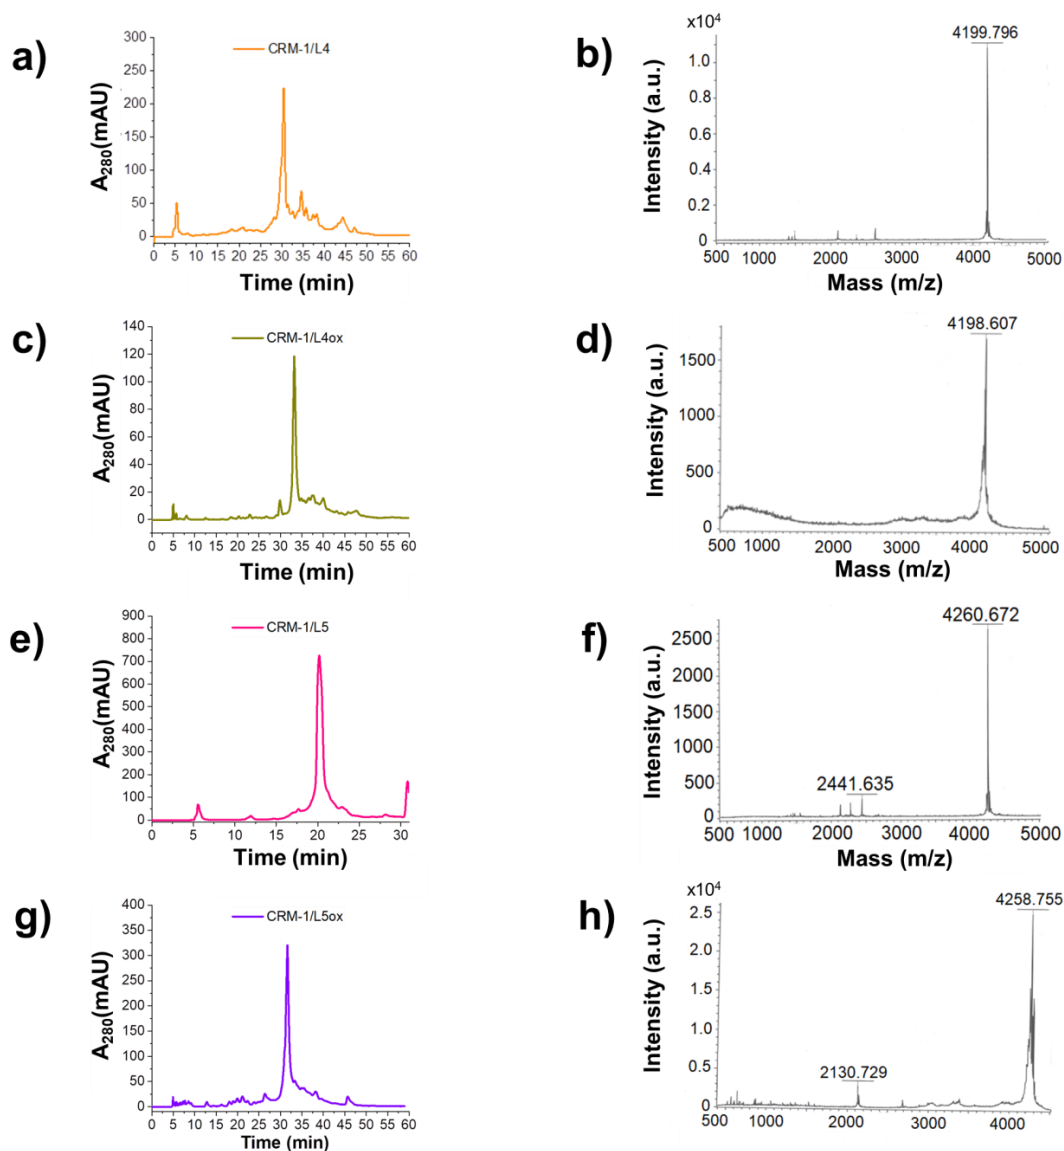 a)
CRM-1/L4
A280(mAU)
300
250
200
150
100
50
0
0 5 10 15 20 25 30 35 40 45 50 55 60
Time (min)
b)
x10^4
4199.796
Intensity (a.u.)
1.0
0.8
0.6
0.4
0.2
0
500 1000 2000 3000 4000 5000
Mass (m/z)
c)
CRM-1/L4ox
A280(mAU)
140
120
100
80
60
40
20
0
0 5 10 15 20 25 30 35 40 45 50 55 60
Time (min)
d)
4198.607
Intensity (a.u.)
1500
1000
500
0
500 1000 2000 3000 4000 5000
Mass (m/z)
e)
CRM-1/L5
A280(mAU)
900
800
700
600
500
400
300
200
100
0
0 5 10 15 20 25 30
Time (min)
f)
4260.672
2441.635
Intensity (a.u.)
2500
2000
1500
1000
500
0
500 1000 2000 3000 4000 5000
Mass (m/z)
g)
CRM-1/L5ox
A280(mAU)
400
350
300
250
200
150
100
50
0
0 5 10 15 20 25 30 35 40 45 50 55 60
Time (min)
h)
x10^4
4258.755
2130.729
Intensity (a.u.)
2.5
2.0
1.5
1.0
0.5
0
500 1000 2000 3000 4000
Mass (m/z)